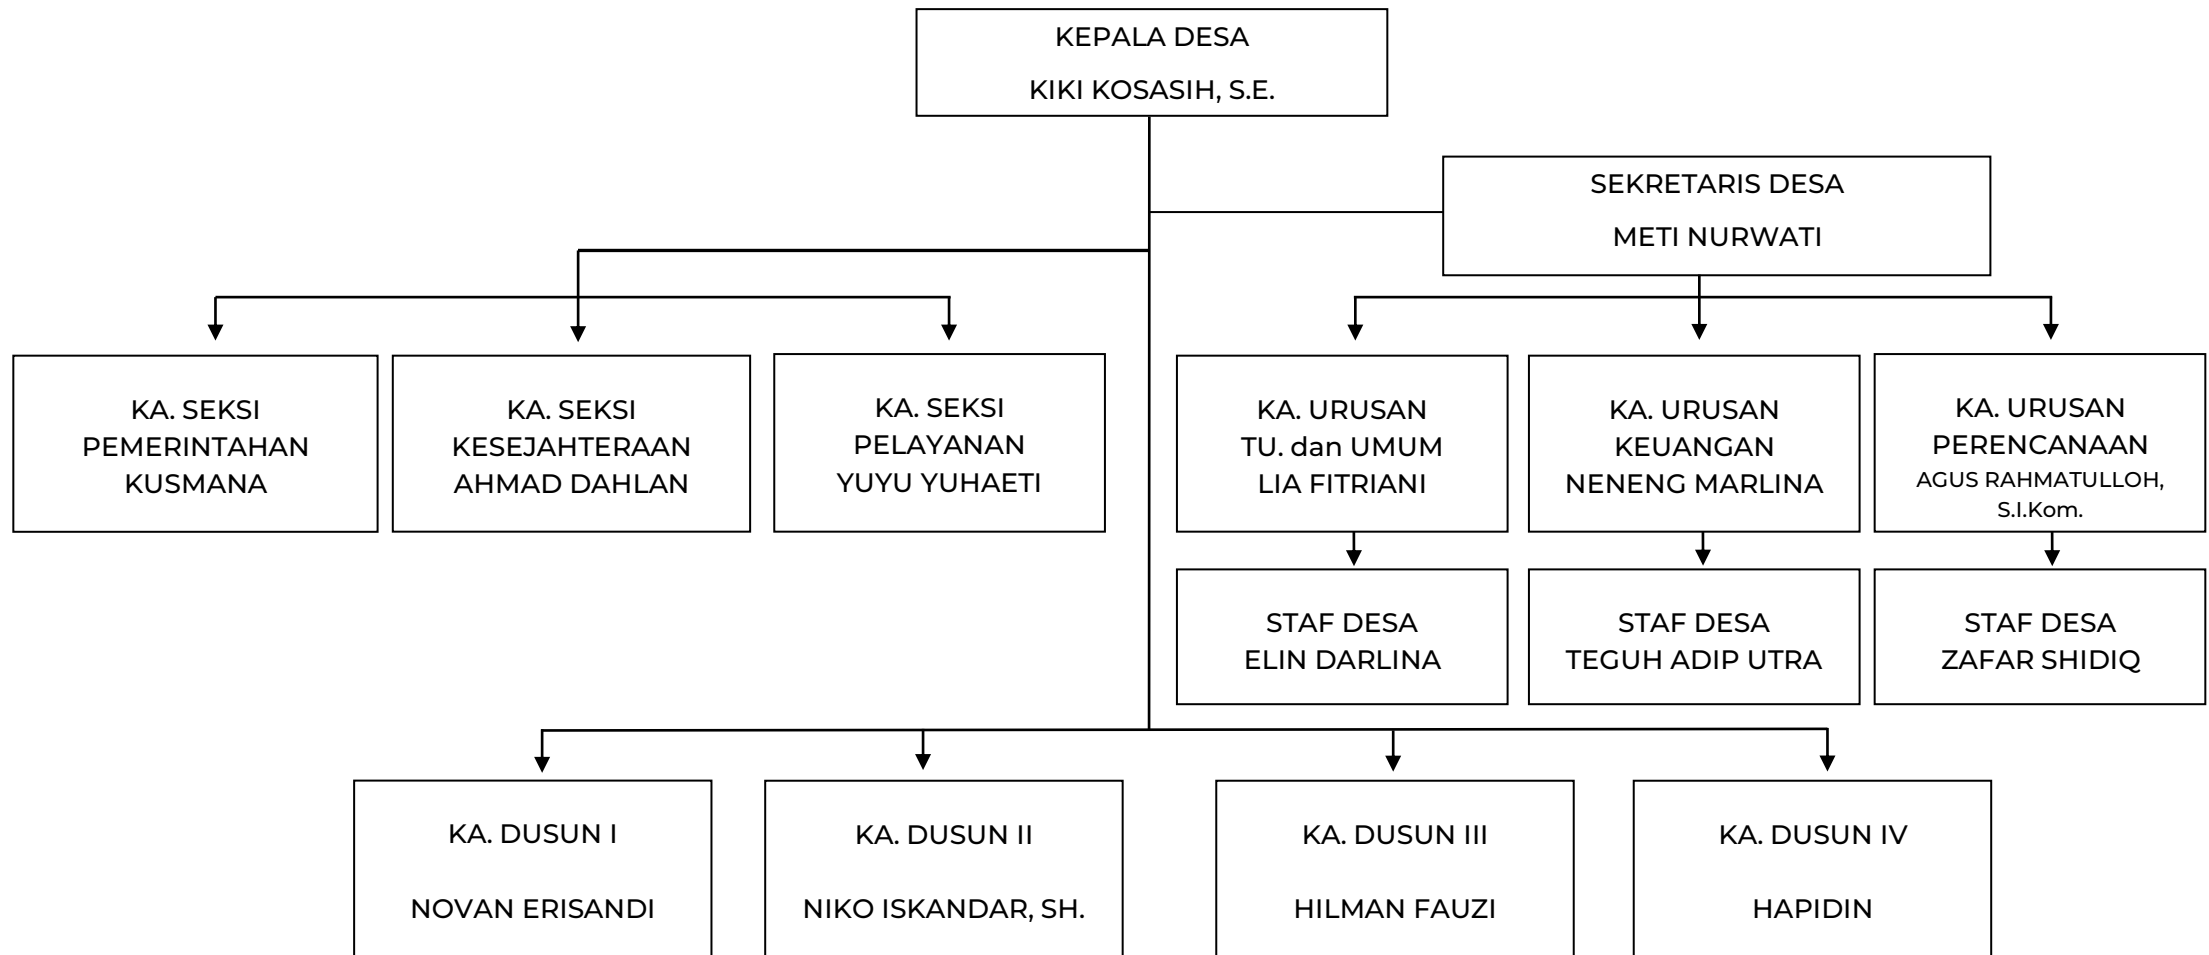 KEPALA DESA
KIKI KOSASIH, S.E.
SEKRETARIS DESA
METI NURWATI
KA. SEKSI
PEMERINTAHAN
KUSMANA
KA. SEKSI
KESEJAHTERAAN
AHMAD DAHLAN
KA. SEKSI
PELAYANAN
YUYU YUHAETI
KA. URUSAN
TU. dan UMUM
LIA FITRIANI
KA. URUSAN
KEUANGAN
NENENG MARLINA
KA. URUSAN
PERENCANAAN
AGUS RAHMATULLOH,
S.I.Kom.
STAF DESA
ELIN DARLINA
STAF DESA
TEGUH ADIP UTRA
STAF DESA
ZAFAR SHIDIQ
KA. DUSUN I
NOVAN ERISANDI
KA. DUSUN II
NIKO ISKANDAR, SH.
KA. DUSUN III
HILMAN FAUZI
KA. DUSUN IV
HAPIDIN